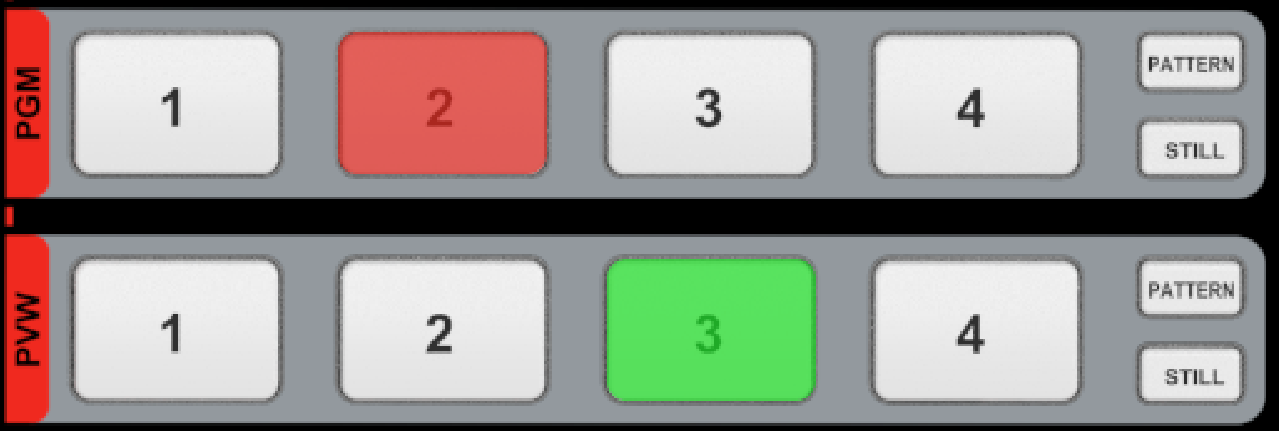 PGM
1 2 3 4
PATTERN
STILL
PVW
1 2 3 4
PATTERN
STILL